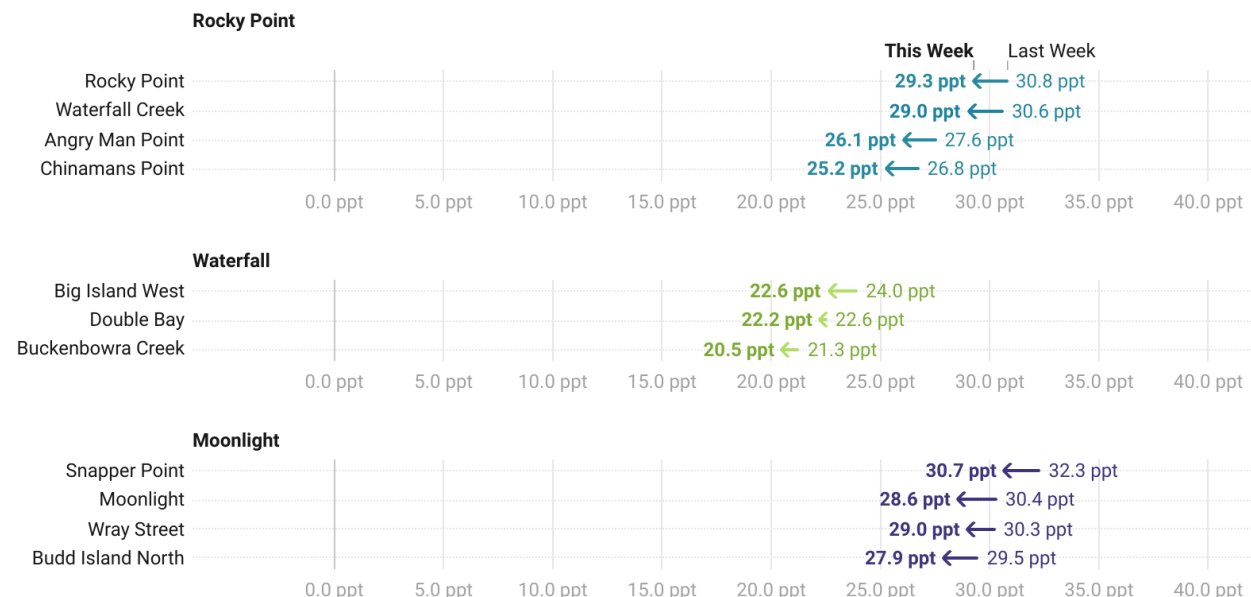 Rocky Point
This Week Last Week
Rocky Point 29.3 ppt 30.8 ppt
Waterfall Creek 29.0 ppt 30.6 ppt
Angry Man Point 26.1 ppt 27.6 ppt
Chinamans Point 25.2 ppt 26.8 ppt
0.0 ppt 5.0 ppt 10.0 ppt 15.0 ppt 20.0 ppt 25.0 ppt 30.0 ppt 35.0 ppt 40.0 ppt
Waterfall
Big Island West 22.6 ppt 24.0 ppt
Double Bay 22.2 ppt 22.6 ppt
Buckenbowra Creek 20.5 ppt 21.3 ppt
0.0 ppt 5.0 ppt 10.0 ppt 15.0 ppt 20.0 ppt 25.0 ppt 30.0 ppt 35.0 ppt 40.0 ppt
Moonlight
Snapper Point 30.7 ppt 32.3 ppt
Moonlight 28.6 ppt 30.4 ppt
Wray Street 29.0 ppt 30.3 ppt
Budd Island North 27.9 ppt 29.5 ppt
0.0 ppt 5.0 ppt 10.0 ppt 15.0 ppt 20.0 ppt 25.0 ppt 30.0 ppt 35.0 ppt 40.0 ppt